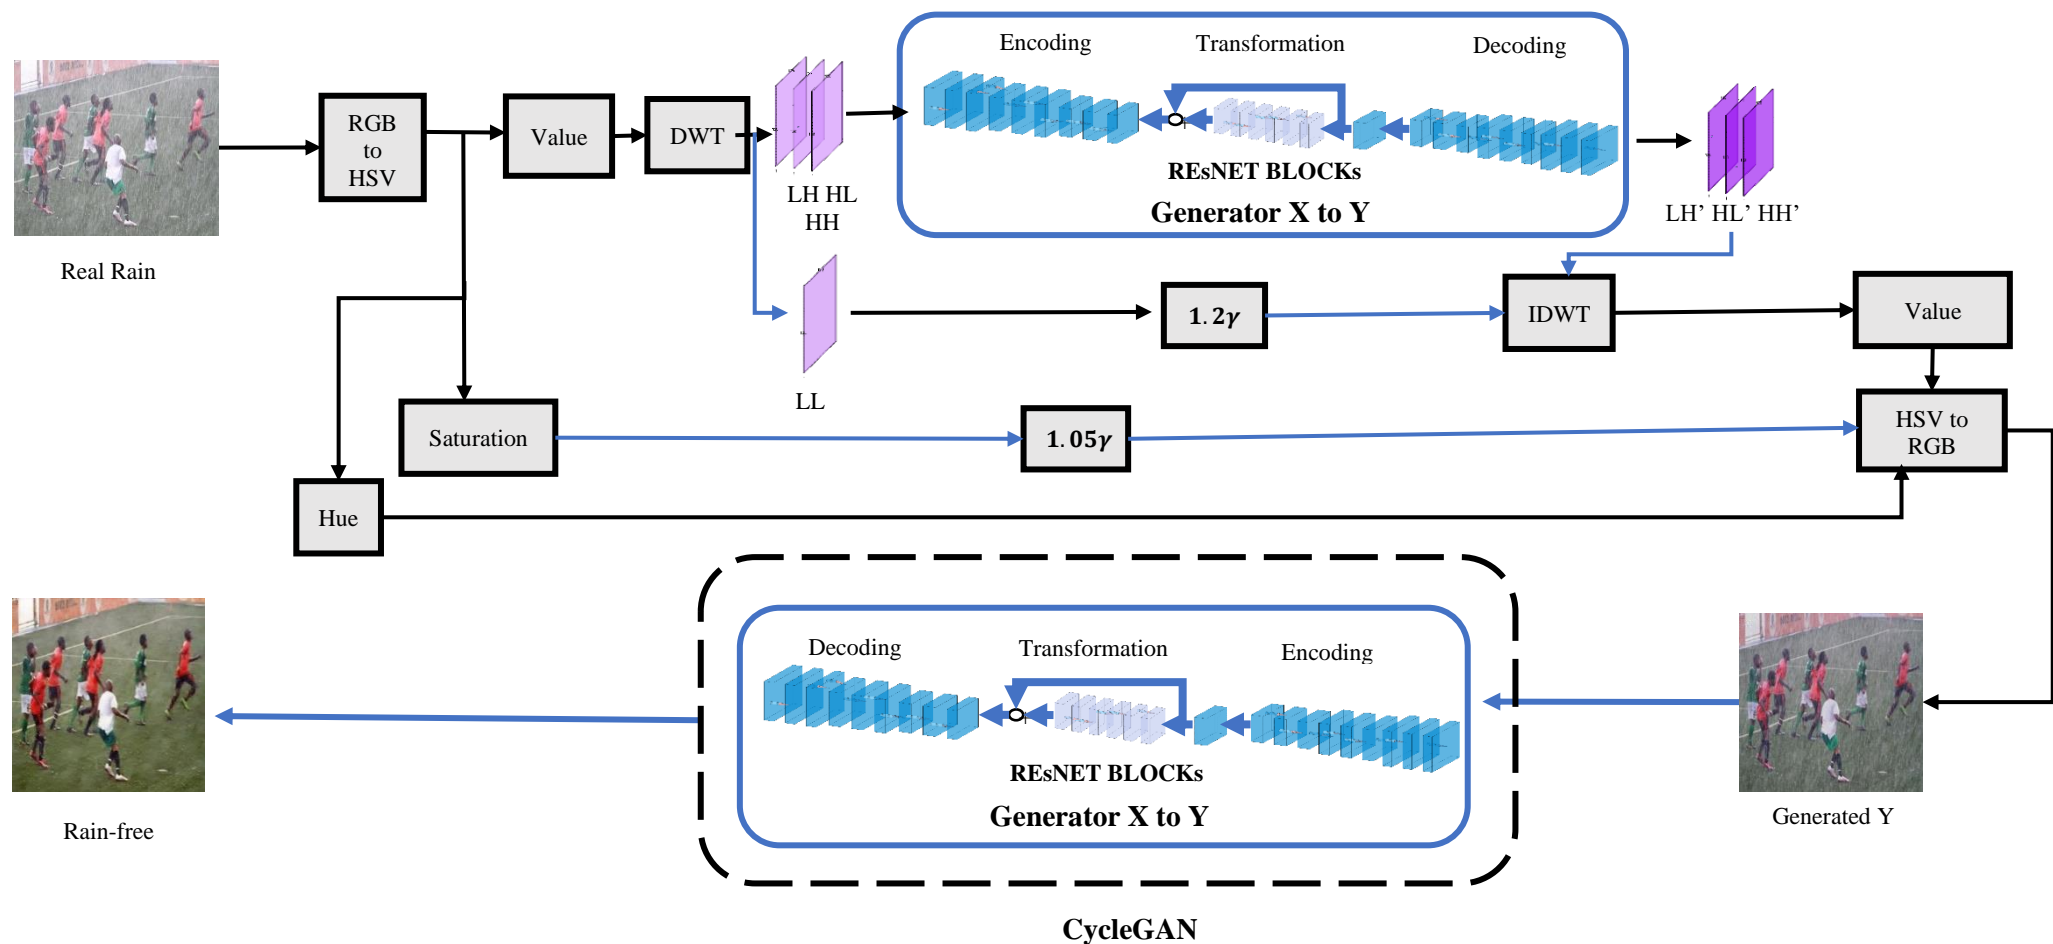 Encoding
Transformation
Decoding
RGB
to
HSV
Value
DWT
LH HL
HH
REsNET BLOCKs
Generator X to Y
LH’ HL’ HH’
Real Rain
1.2γ
IDWT
Value
LL
Saturation
1.05γ
HSV to
RGB
Hue
Decoding
Transformation
Encoding
REsNET BLOCKs
Generator X to Y
Rain-free
Generated Y
CycleGAN